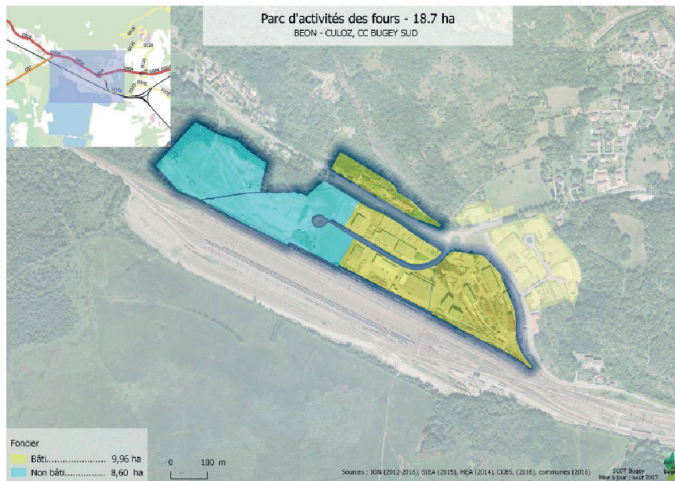 Parc d'activités des fours - 18.7 ha
BEON - CULOZ, CC BUGEY SUD
Foncier
Bâti.................... 9,96 ha
Non bâti............. 8,60 ha
0 100 m
Sources : IGN (2012-2015), SIEA (2015), MEA (2014), CCBS, (2016), communes (2016)
SCOT Bugey
Mise à jour : août 2017